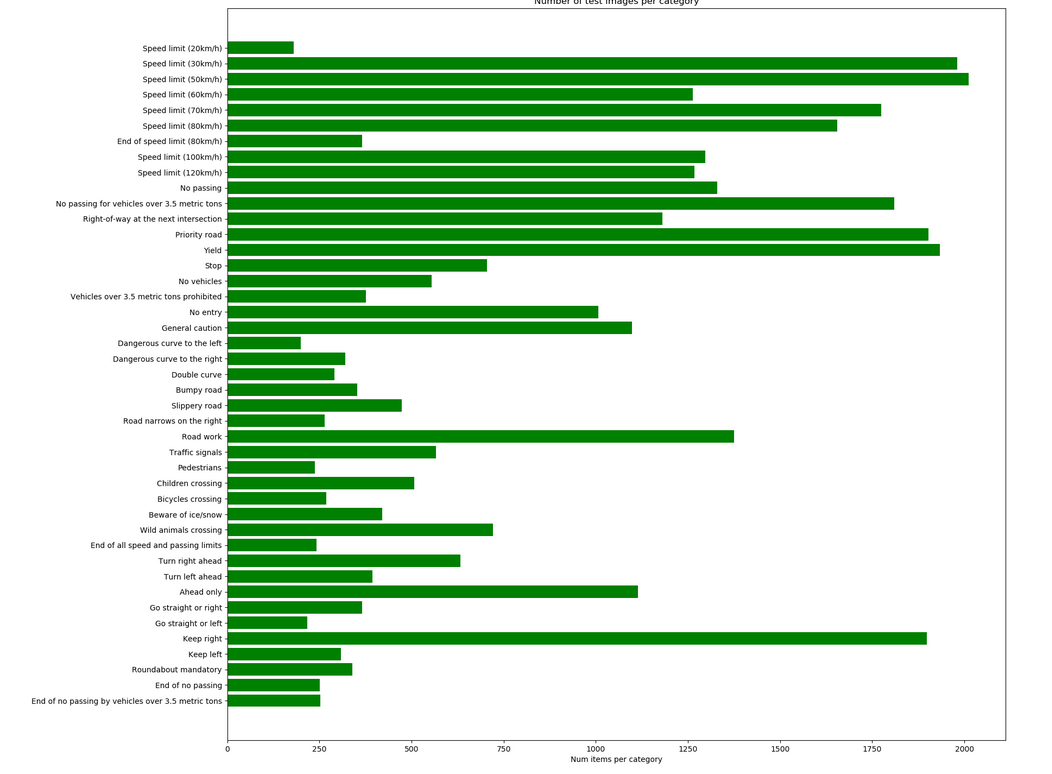 Number of test images per category
Speed limit (20km/h)
Speed limit (30km/h)
Speed limit (50km/h)
Speed limit (60km/h)
Speed limit (70km/h)
Speed limit (80km/h)
End of speed limit (80km/h)
Speed limit (100km/h)
Speed limit (120km/h)
No passing
No passing for vehicles over 3.5 metric tons
Right-of-way at the next intersection
Priority road
Yield
Stop
No vehicles
Vehicles over 3.5 metric tons prohibited
No entry
General caution
Dangerous curve to the left
Dangerous curve to the right
Double curve
Bumpy road
Slippery road
Road narrows on the right
Road work
Traffic signals
Pedestrians
Children crossing
Bicycles crossing
Beware of ice/snow
Wild animals crossing
End of all speed and passing limits
Turn right ahead
Turn left ahead
Ahead only
Go straight or right
Go straight or left
Keep right
Keep left
Roundabout mandatory
End of no passing
End of no passing by vehicles over 3.5 metric tons
0 250 500 750 1000 1250 1500 1750 2000
Num items per category